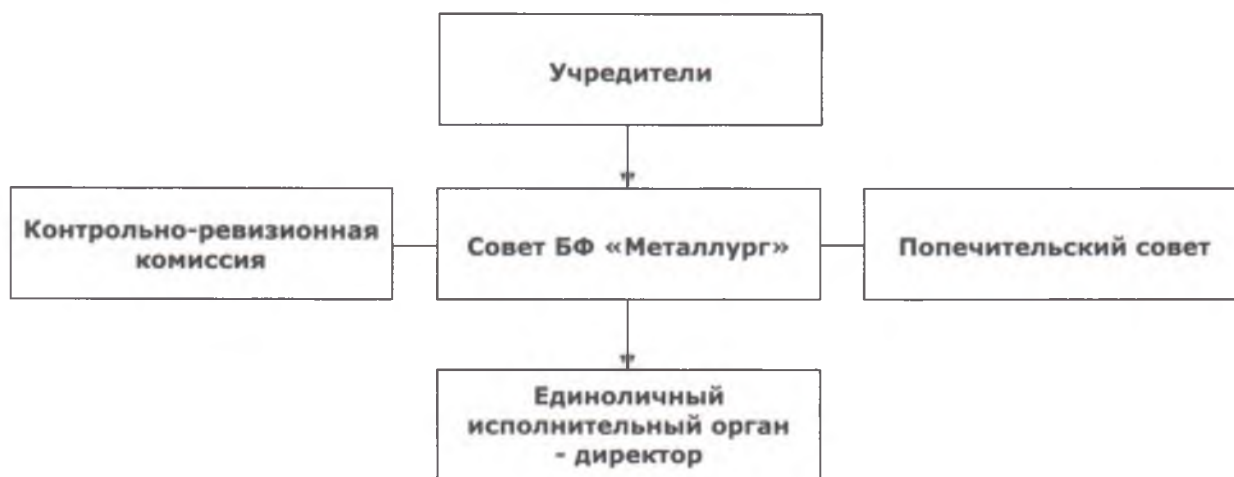 Учредители
Контрольно-ревизионная
комиссия
Совет БФ «Металлург»
Попечительский совет
Единоличный
исполнительный орган
- директор